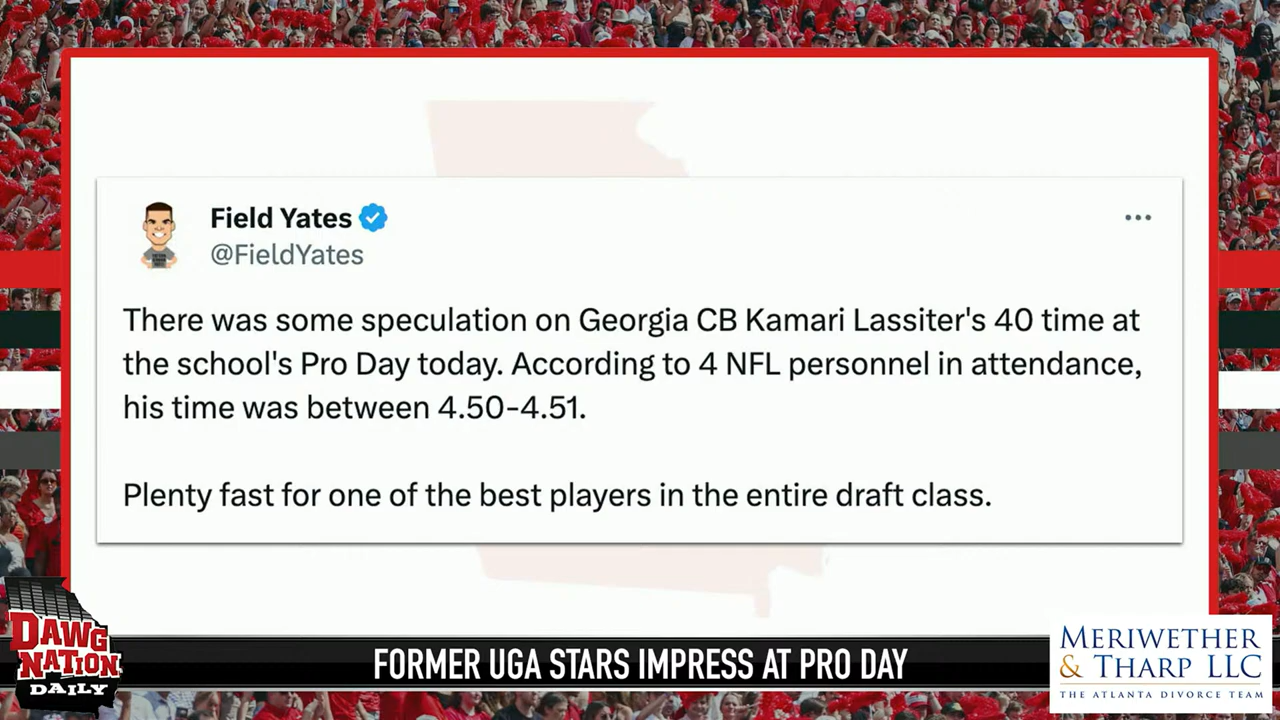 Field Yates
@FieldYates
There was some speculation on Georgia CB Kamari Lassiter's 40 time at
the school's Pro Day today. According to 4 NFL personnel in attendance,
his time was between 4.50-4.51.
Plenty fast for one of the best players in the entire draft class.
DAWG
NATION
DAILY
FORMER UGA STARS IMPRESS AT PRO DAY
MERIWETHER
& THARP LLC
THE ATLANTA DIVORCE TEAM